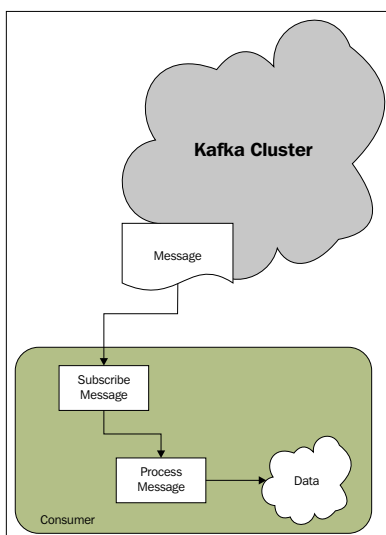 Kafka Cluster
Message
Subscribe
Message
Process
Message
Data
Consumer